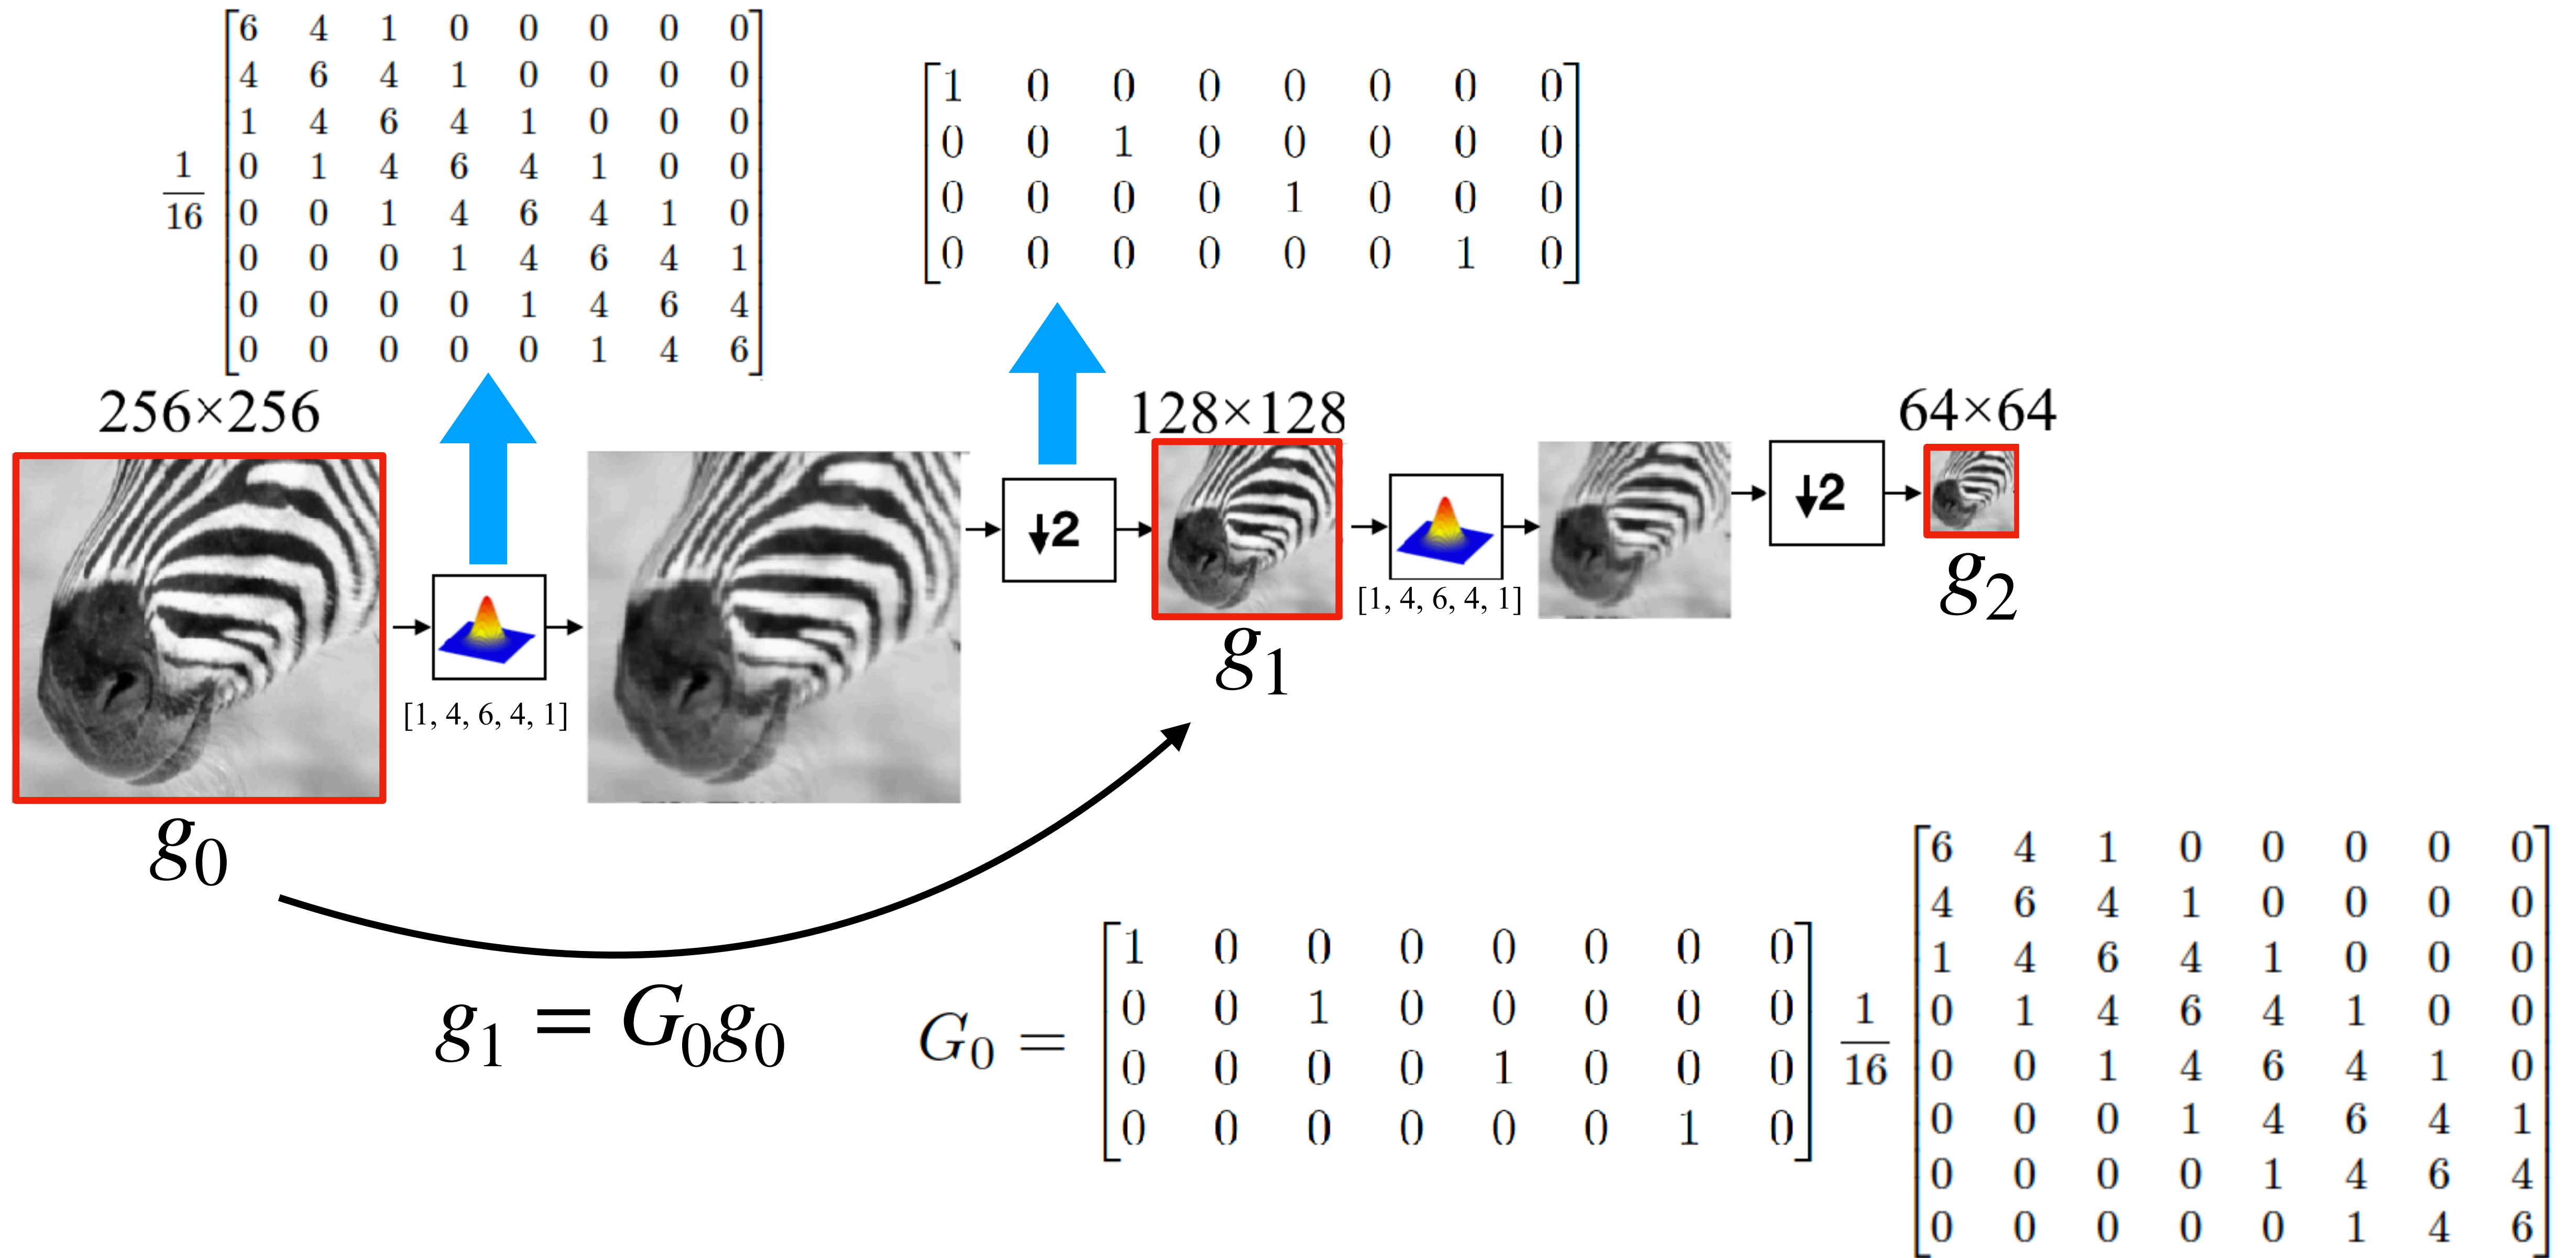 1/16
[6 4 1 0 0 0 0 0
4 6 4 1 0 0 0 0
1 4 6 4 1 0 0 0
0 1 4 6 4 1 0 0
0 0 1 4 6 4 1 0
0 0 0 1 4 6 4 1
0 0 0 0 1 4 6 4
0 0 0 0 0 1 4 6]
[1 0 0 0 0 0 0 0
0 0 1 0 0 0 0 0
0 0 0 0 1 0 0 0
0 0 0 0 0 0 1 0]
256×256
128×128
64×64
[1, 4, 6, 4, 1]
↓2
[1, 4, 6, 4, 1]
↓2
g₀
g₁
g₂
g₁ = G₀g₀
G₀ =
[1 0 0 0 0 0 0 0
0 0 1 0 0 0 0 0
0 0 0 0 1 0 0 0
0 0 0 0 0 0 1 0]
1/16
[6 4 1 0 0 0 0 0
4 6 4 1 0 0 0 0
1 4 6 4 1 0 0 0
0 1 4 6 4 1 0 0
0 0 1 4 6 4 1 0
0 0 0 1 4 6 4 1
0 0 0 0 1 4 6 4
0 0 0 0 0 1 4 6]